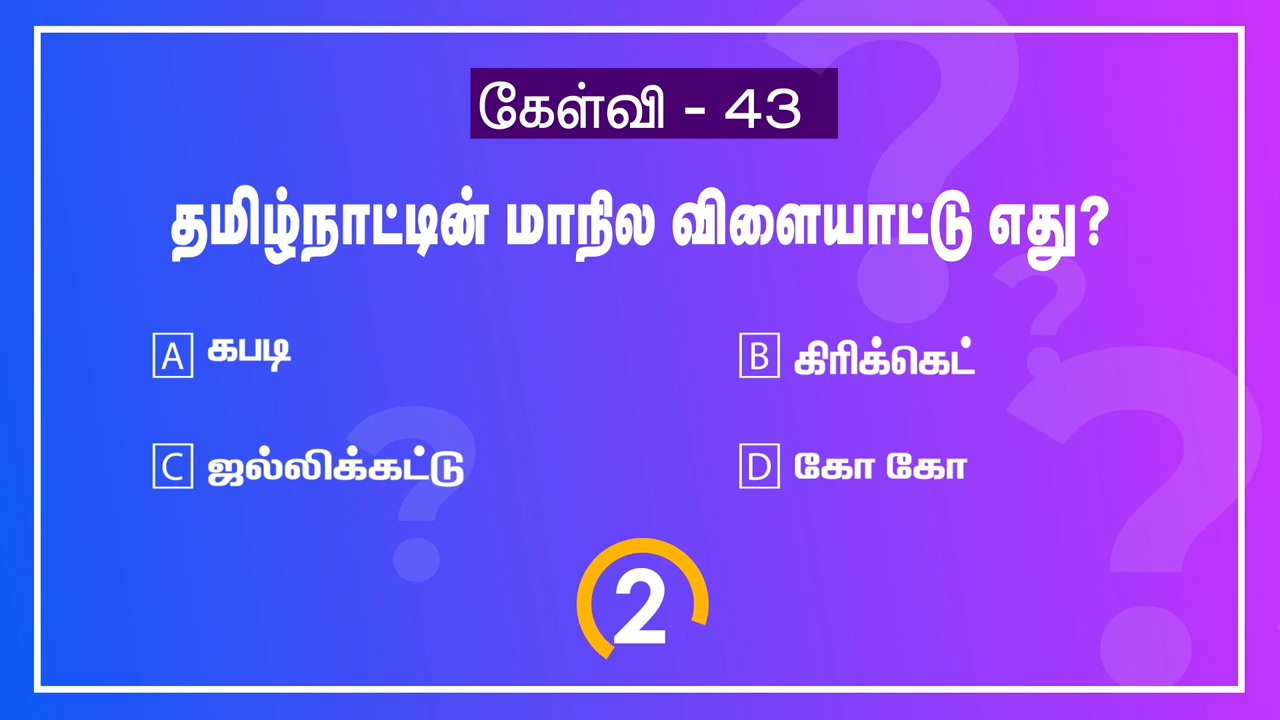 கேள்வி - 43
தமிழ்நாட்டின் மாநில விளையாட்டு எது?
A கபடி
B கிரிக்கெட்
C ஜல்லிக்கட்டு
D கோ கோ
2